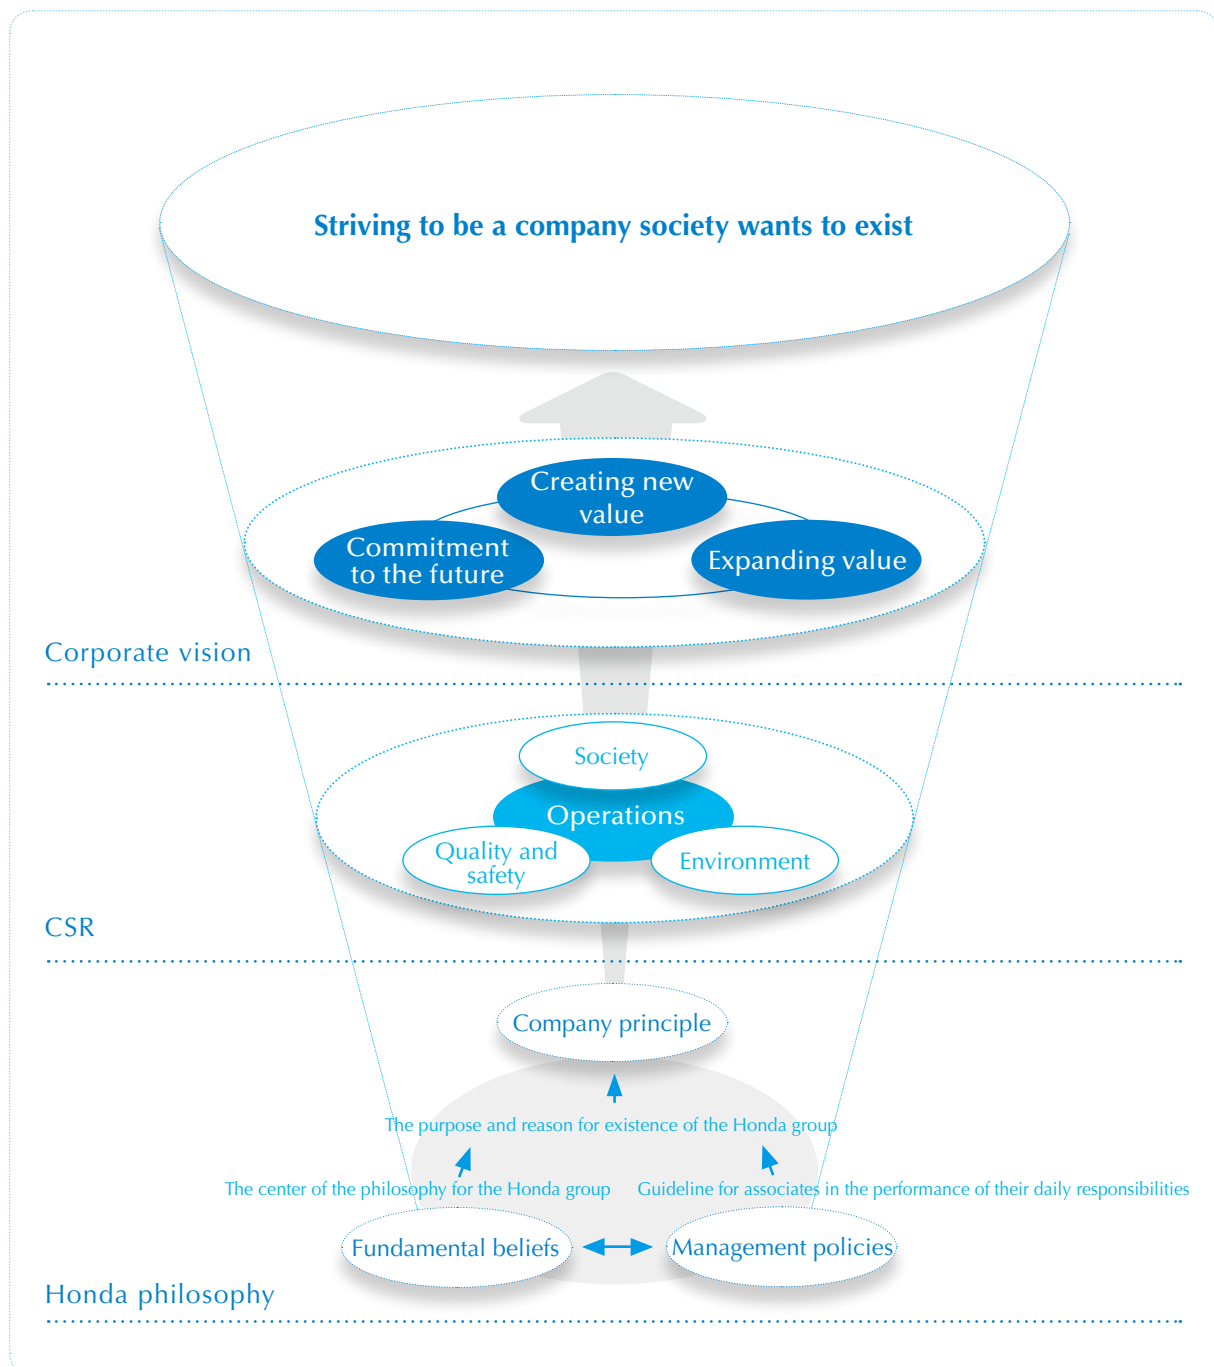 Striving to be a company society wants to exist
Creating new
value
Commitment
to the future
Expanding value
Corporate vision
Society
Operations
Quality and
safety
Environment
CSR
Company principle
The purpose and reason for existence of the Honda group
The center of the philosophy for the Honda group
Guideline for associates in the performance of their daily responsibilities
Fundamental beliefs
Management policies
Honda philosophy